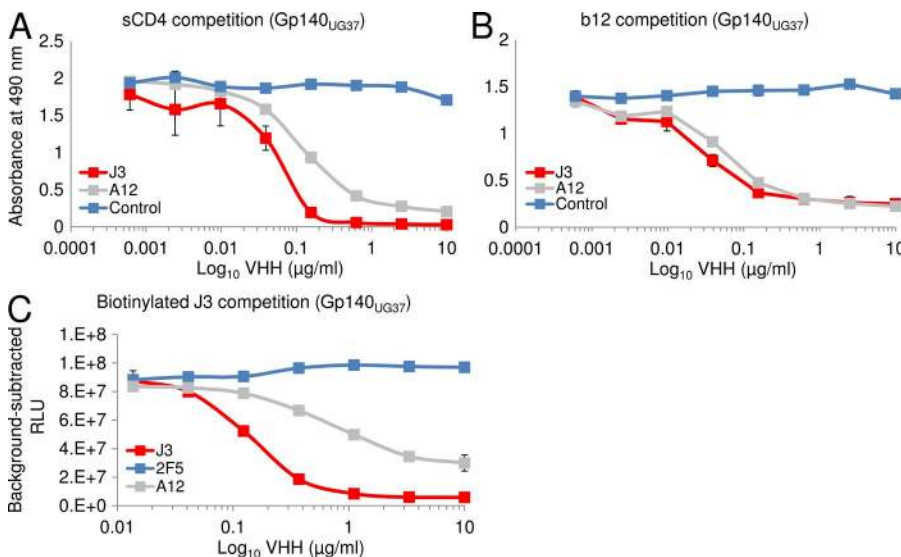 A
sCD4 competition (Gp140UG37)
Absorbance at 490 nm
2.5
2
1.5
1
0.5
0
J3
A12
Control
0.0001 0.001 0.01 0.1 1 10
Log10 VHH (µg/ml)
B
b12 competition (Gp140UG37)
2
1.5
1
0.5
0
J3
A12
Control
0.0001 0.001 0.01 0.1 1 10
Log10 VHH (µg/ml)
C
Biotinylated J3 competition (Gp140UG37)
Background-subtracted
RLU
1.E+8
1.E+8
8.E+7
6.E+7
4.E+7
2.E+7
0.E+0
J3
2F5
A12
0.01 0.1 1 10
Log10 VHH (µg/ml)